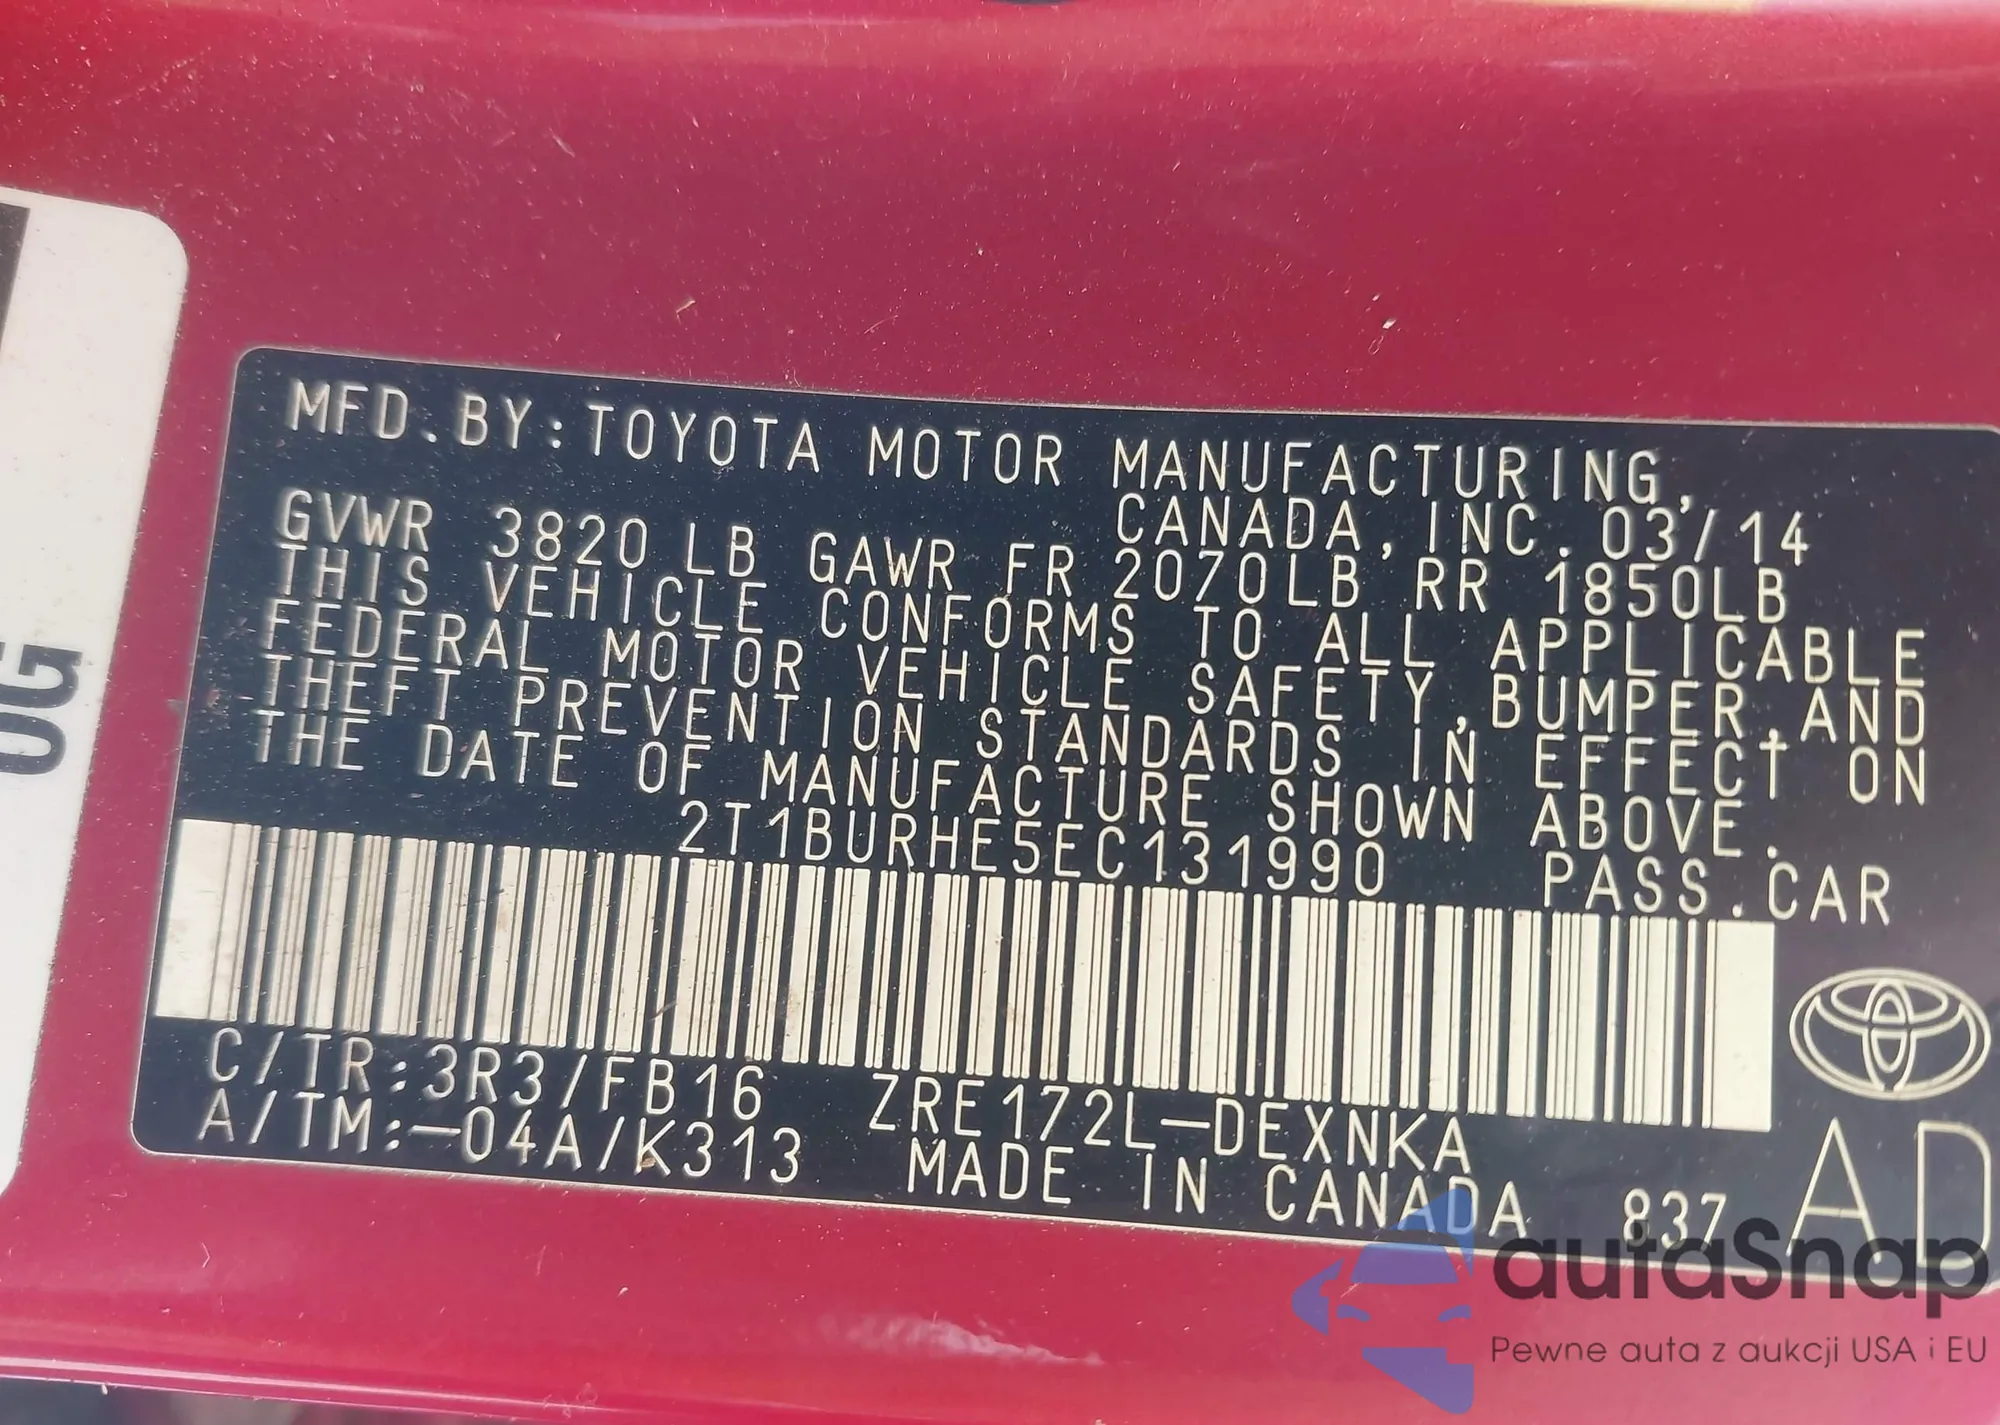 MFD.BY:TOYOTA MOTOR MANUFACTURING,
CANADA, INC. 03/14
GVWR 3820 LB GAWR FR 2070LB RR 1850LB
THIS VEHICLE CONFORMS TO ALL APPLICABLE
FEDERAL MOTOR VEHICLE SAFETY, BUMPER, AND
THEFT PREVENTION STANDARDS IN EFFECT ON
THE DATE OF MANUFACTURE SHOWN ABOVE.
2T1BURHE5EC131990 PASS.CAR
C/TR:3R3/FB16 ZRE172L-DEXNKA
A/TM:-04A/K313 MADE IN CANADA 837 AD
OG
autaSnap
Pewne auta z aukcji USA i EU